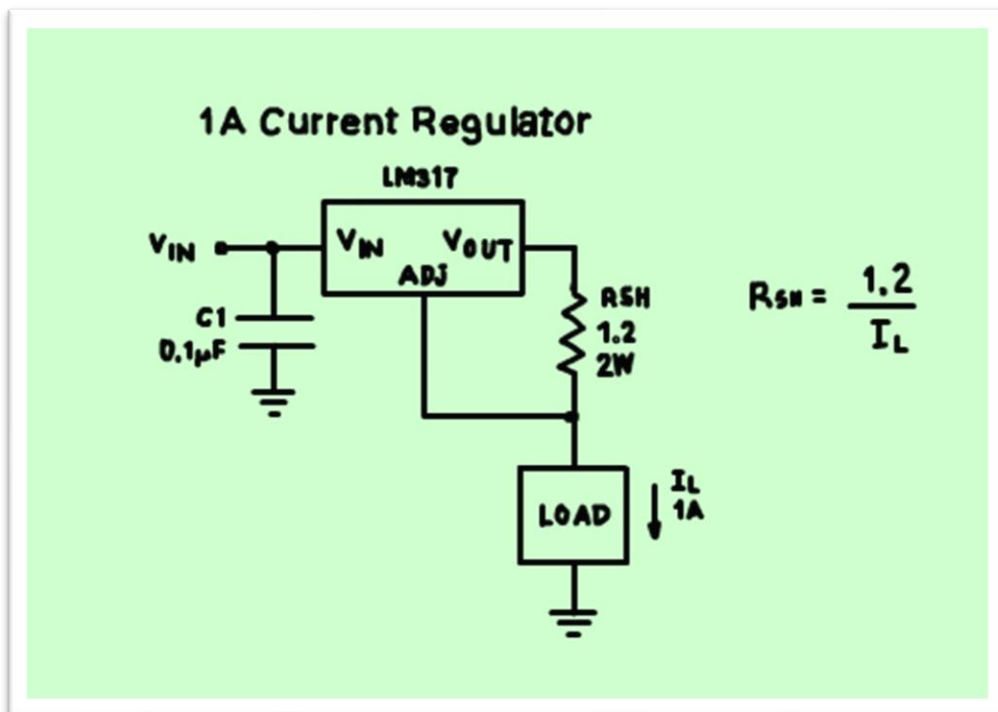 1A Current Regulator
LM317
VIN
VIN
VOUT
ADJ
C1
0.1µF
RSH
1.2
2W
RSH = 1.2
IL
LOAD
IL
1A